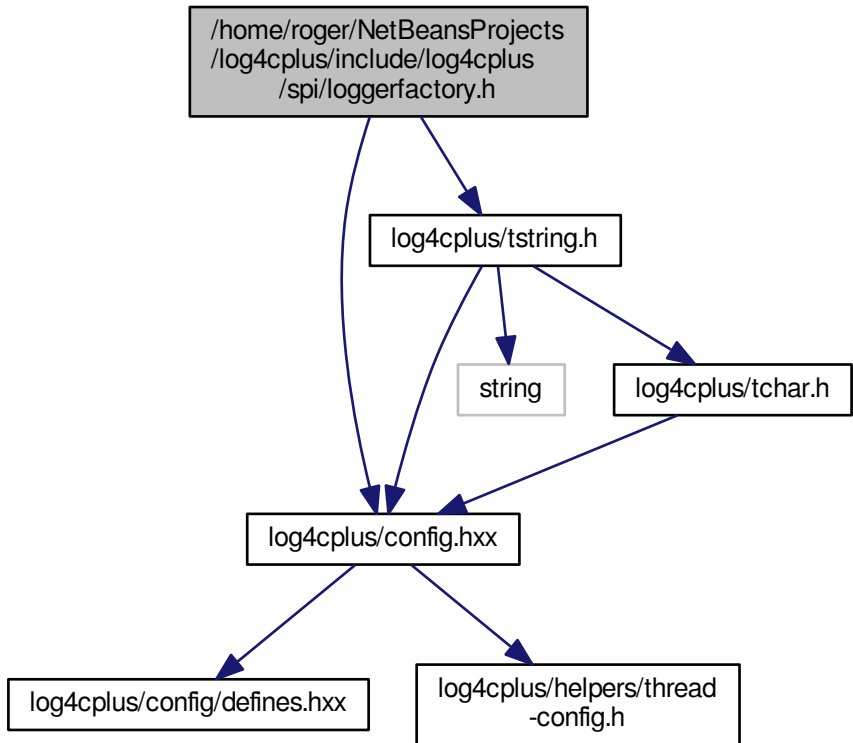 /home/roger/NetBeansProjects
/log4cplus/include/log4cplus
/spi/loggerfactory.h
log4cplus/tstring.h
string
log4cplus/tchar.h
log4cplus/config.hxx
log4cplus/config/defines.hxx
log4cplus/helpers/thread
-config.h